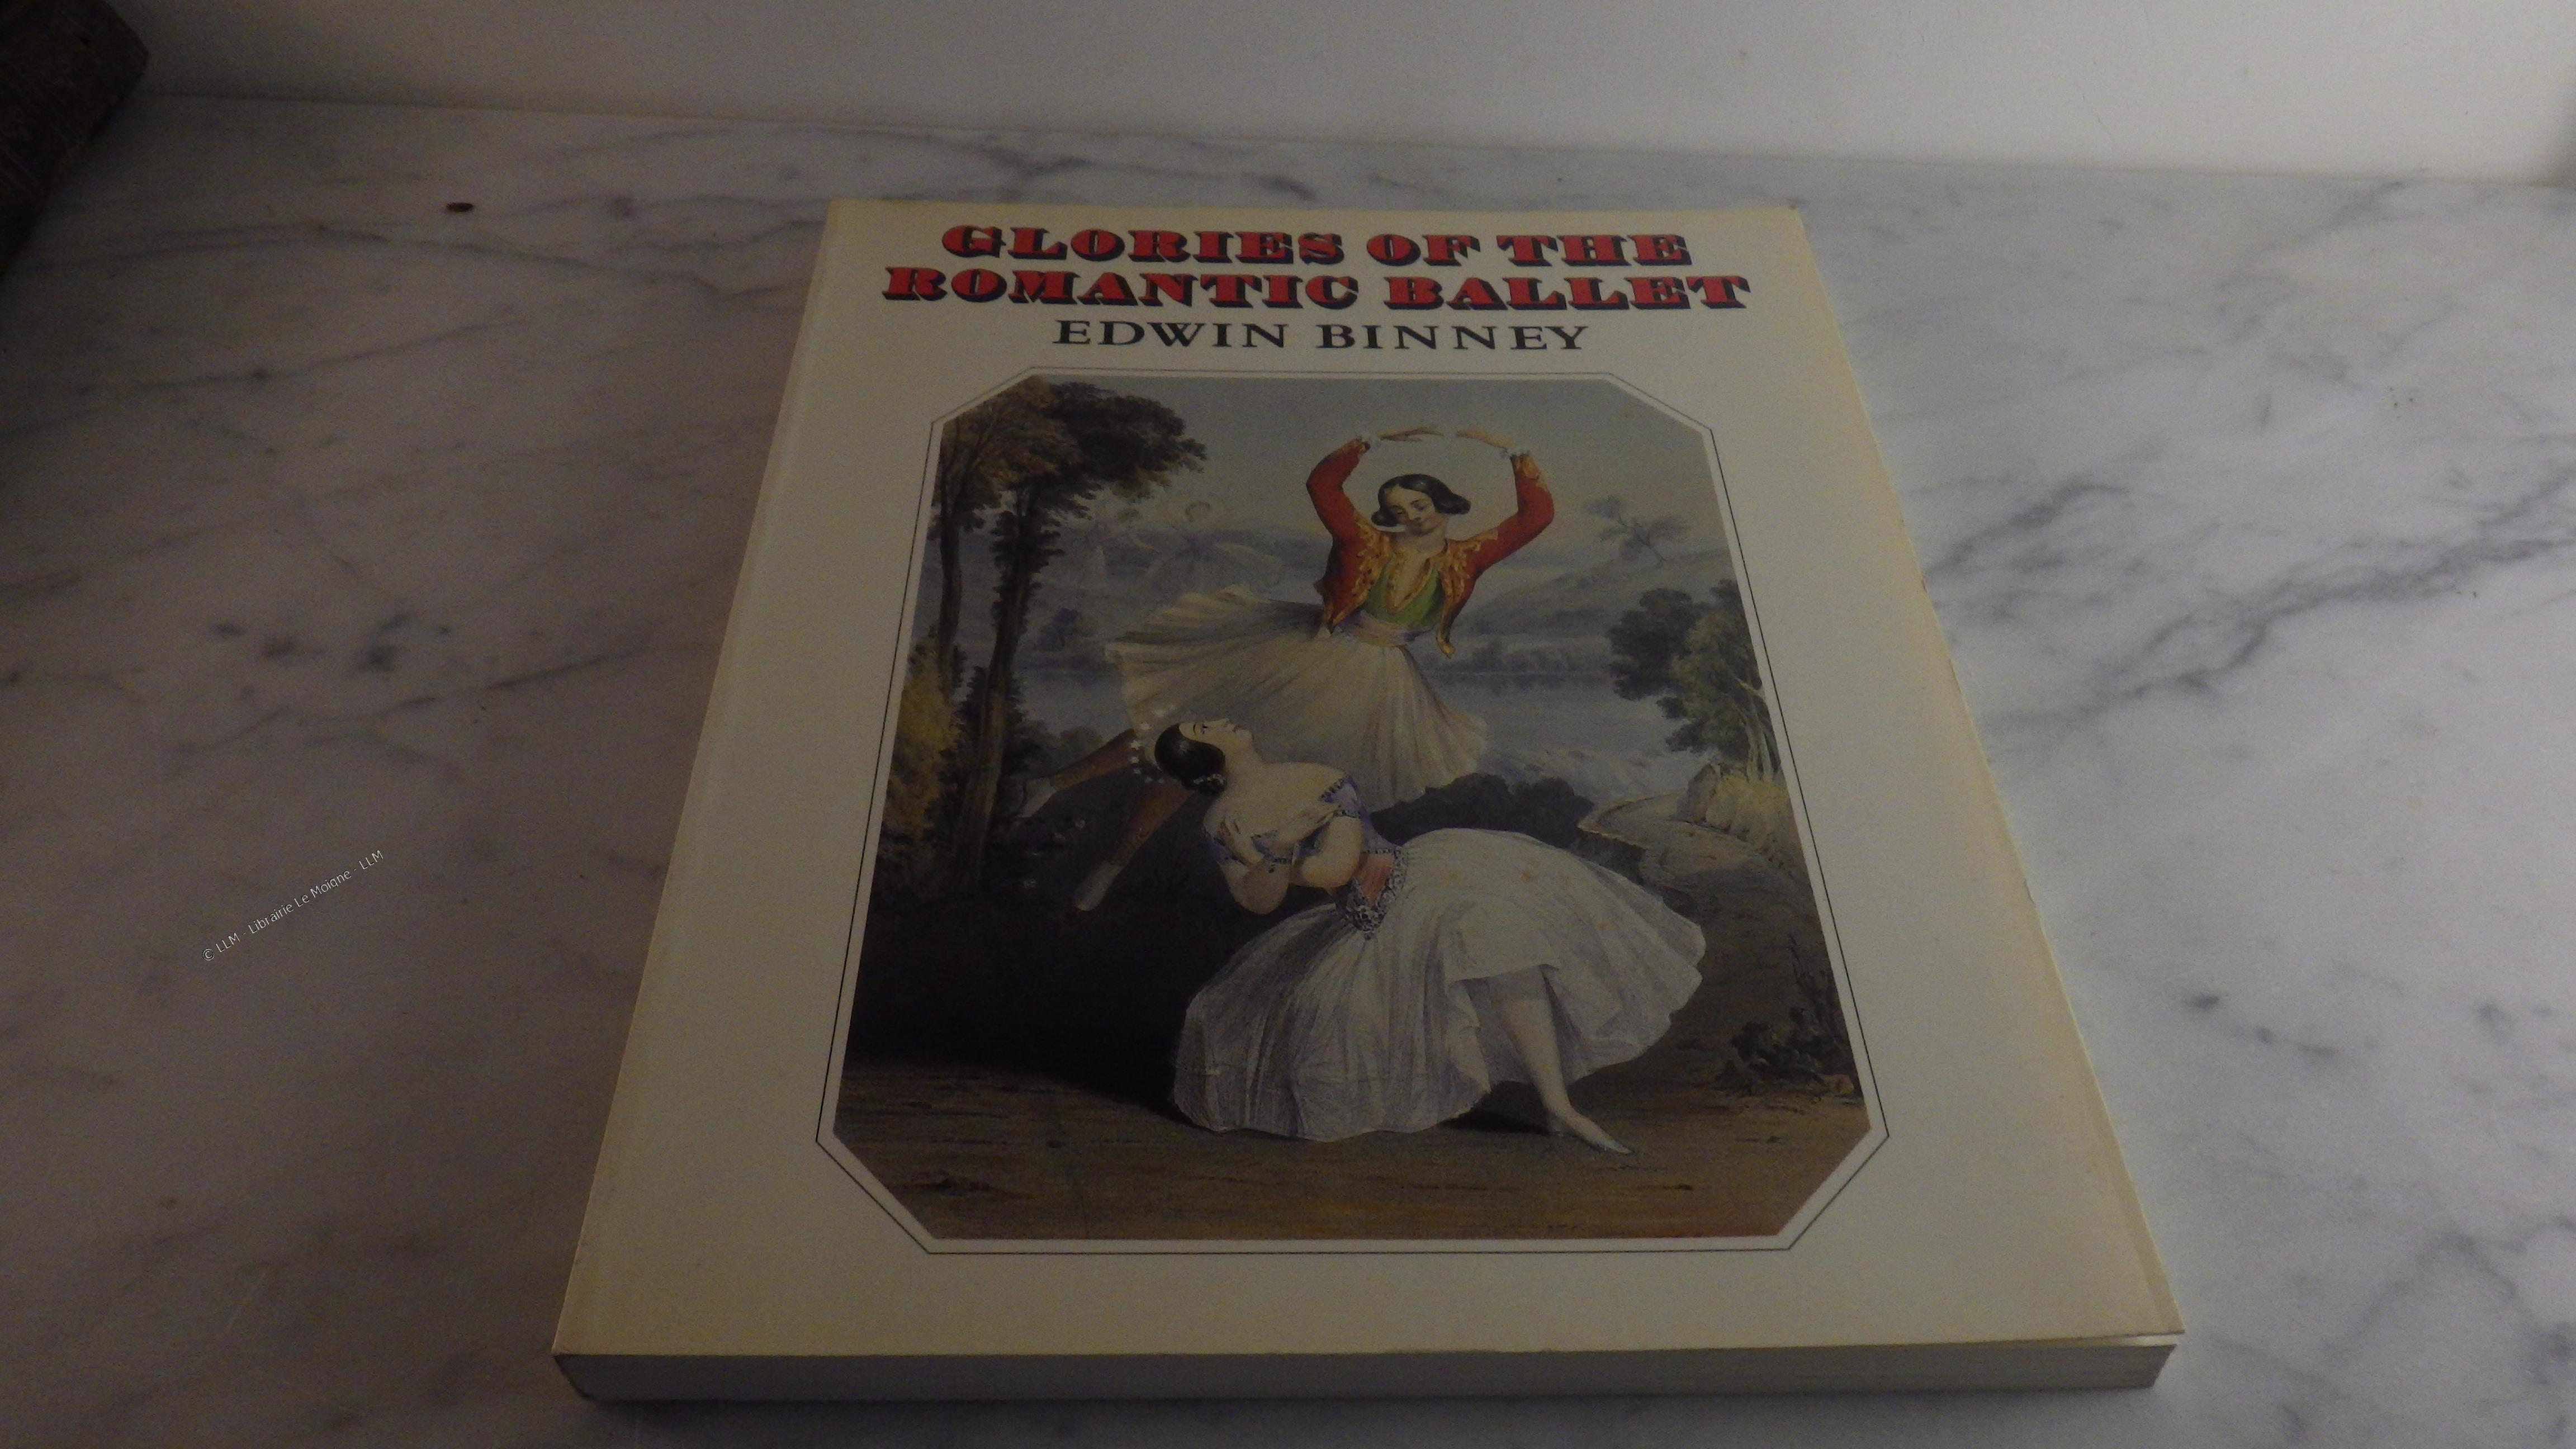 GLORIES OF THE
ROMANTIC BALLET
EDWIN BINNEY
© LLM - Librairie Le Moigne - LLM